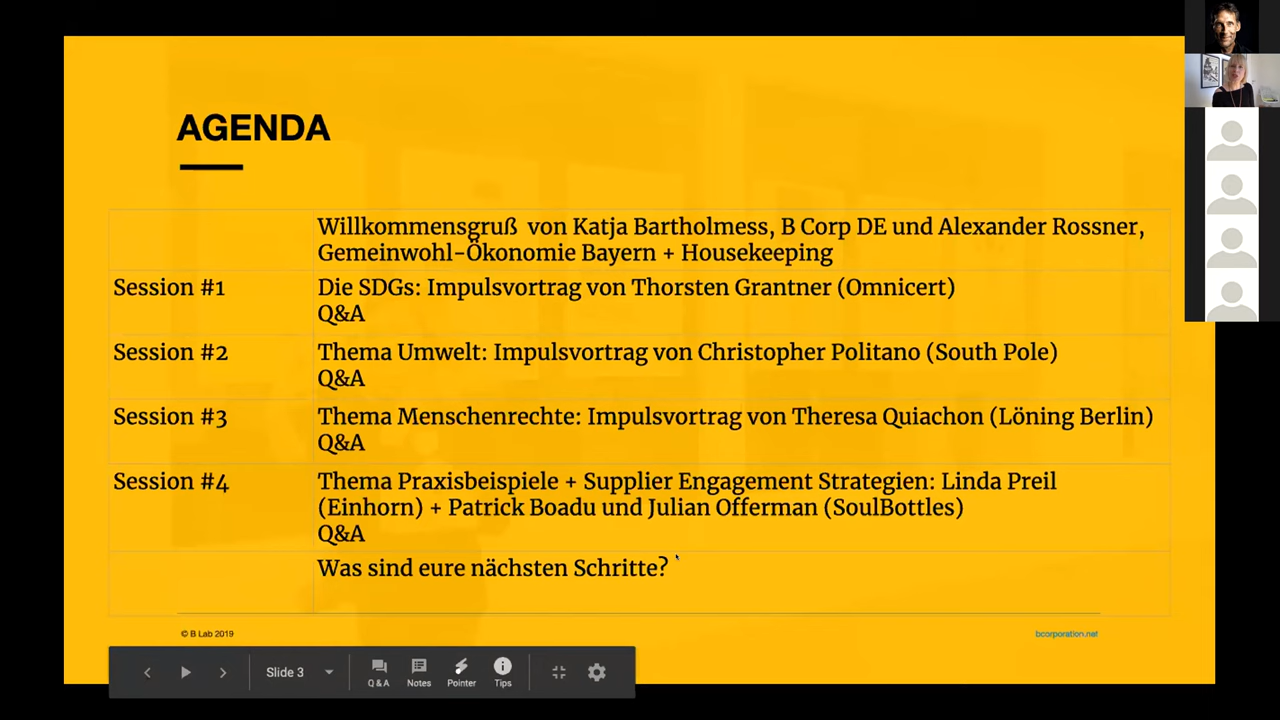 AGENDA
Willkommensgruß von Katja Bartholmess, B Corp DE und Alexander Rossner,
Gemeinwohl-Ökonomie Bayern + Housekeeping
Session #1
Die SDGs: Impulsvortrag von Thorsten Grantner (Omnicert)
Q&A
Session #2
Thema Umwelt: Impulsvortrag von Christopher Politano (South Pole)
Q&A
Session #3
Thema Menschenrechte: Impulsvortrag von Theresa Quiachon (Löning Berlin)
Q&A
Session #4
Thema Praxisbeispiele + Supplier Engagement Strategien: Linda Preil
(Einhorn) + Patrick Boadu und Julian Offerman (SoulBottles)
Q&A
Was sind eure nächsten Schritte?
© B Lab 2019
bcorporation.net
Slide 3
Q & A
Notes
Pointer
Tips